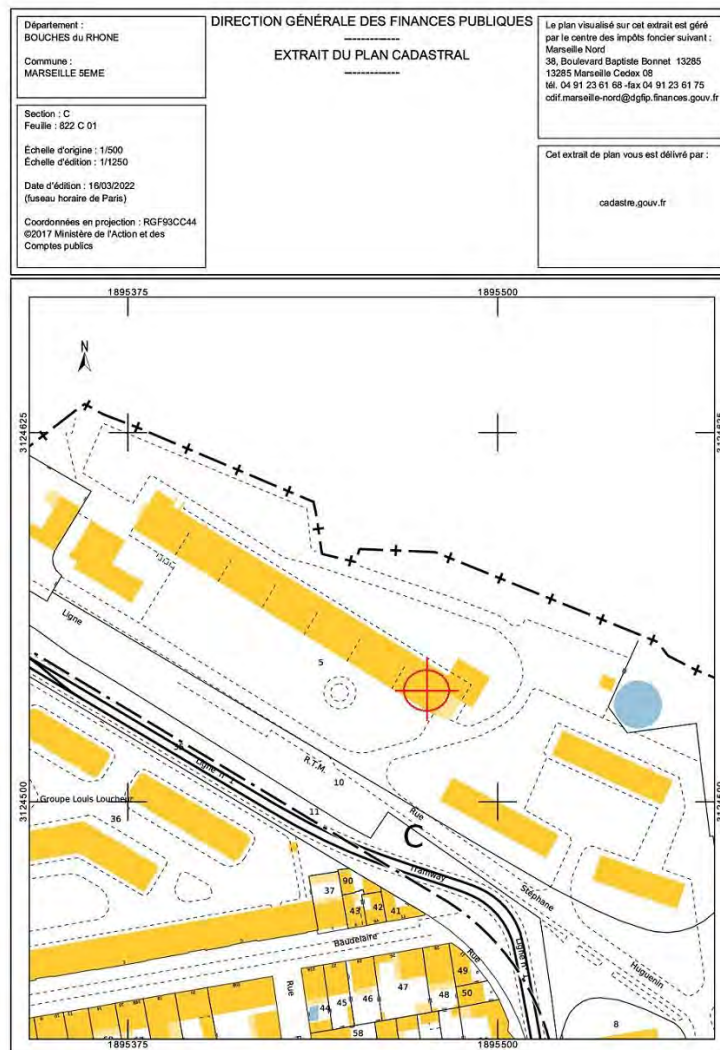 Département :
BOUCHES du RHONE
Commune :
MARSEILLE 5EME
Section : C
Feuille : 822 C 01
Échelle d'origine : 1/500
Échelle d'édition : 1/1250
Date d'édition : 16/03/2022
(fuseau horaire de Paris)
Coordonnées en projection : RGF93CC44
©2017 Ministère de l'Action et des
Comptes publics
DIRECTION GÉNÉRALE DES FINANCES PUBLIQUES
-------------
EXTRAIT DU PLAN CADASTRAL
-------------
Le plan visualisé sur cet extrait est géré
par le centre des impôts foncier suivant :
Marseille Nord
38, Boulevard Baptiste Bonnet 13285
13285 Marseille Cedex 08
tél. 04 91 23 61 68 -fax 04 91 23 61 75
cdif.marseille-nord@dgfip.finances.gouv.fr
Cet extrait de plan vous est délivré par :
cadastre.gouv.fr
1895375
1895500
N
3124625
3124625
Ligne
5
R.T.M.
10
Rue
Ligne n°1
11
Groupe Louis Loucheur
36
C
Tramway
Stéphane
Huguenin
37
90
43
42
41
Baudelaire
Rue
Ligne n°1
49
50
Rue
44
45
46
47
48
58
8
3124500
3124500
1895375
1895500